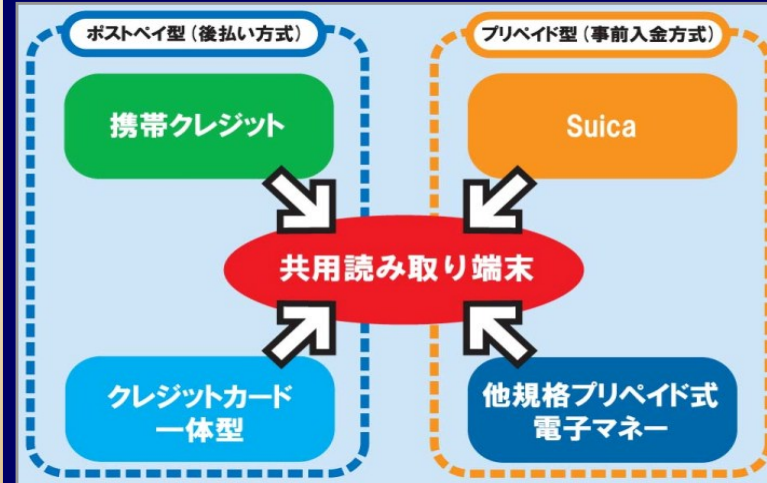 ポストペイ型(後払い方式)
プリペイド型(事前入金方式)
携帯クレジット
Suica
共用読み取り端末
クレジットカード
一体型
他規格プリペイド式
電子マネー